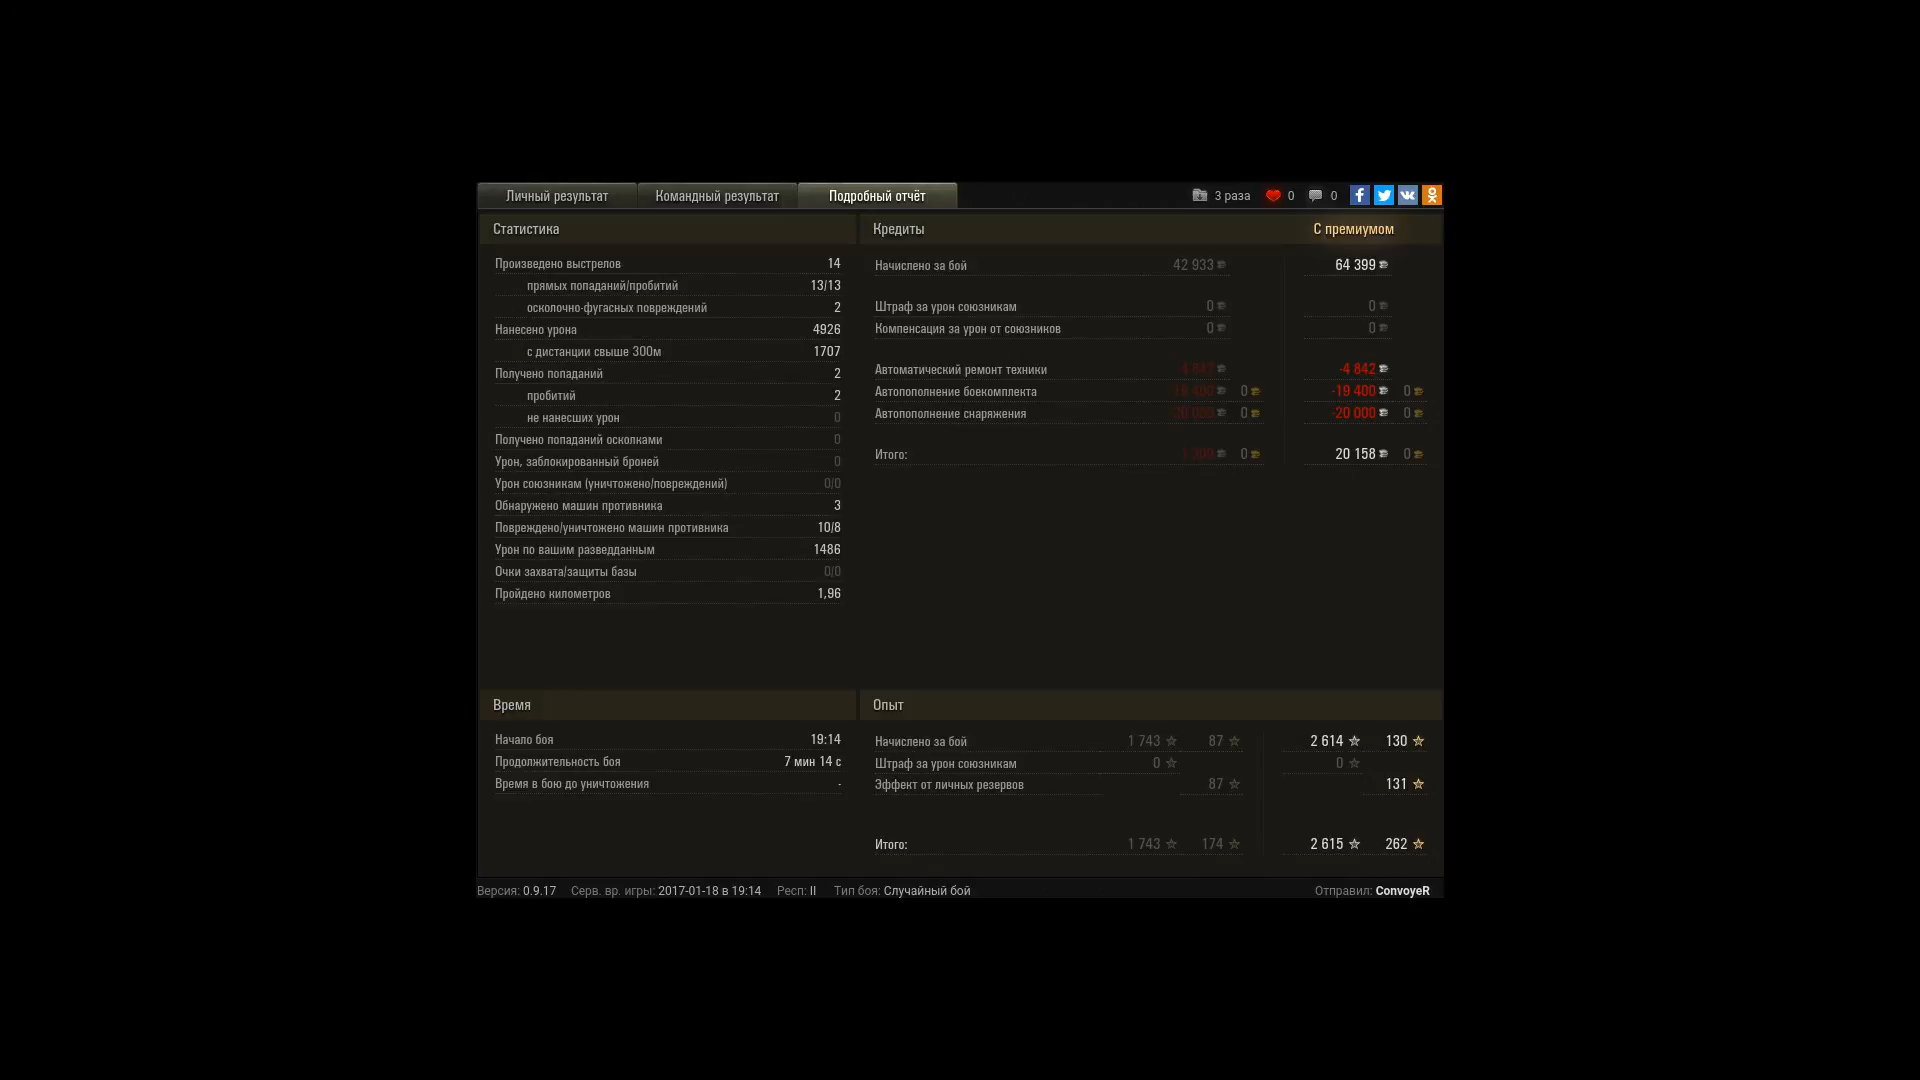 Личный результат Командный результат Подробный отчёт 3 раза 0 0
Статистика
Произведено выстрелов 14
прямых попаданий/пробитий 13/13
осколочно-фугасных повреждений 2
Нанесено урона 4926
с дистанции свыше 300м 1707
Получено попаданий 2
пробитий 2
не нанесших урон 0
Получено попаданий осколками 0
Урон, заблокированный броней 0
Урон союзникам (уничтожено/повреждений) 0/0
Обнаружено машин противника 3
Повреждено/уничтожено машин противника 10/8
Урон по вашим разведданным 1486
Очки захвата/защиты базы 0/0
Пройдено километров 1,96
Кредиты С премиумом
Начислено за бой 42 933 64 399
Штраф за урон союзникам 0 0
Компенсация за урон от союзников 0 0
Автоматический ремонт техники -4 842 -4 842
Автопополнение боекомплекта -19 400 0 -19 400 0
Автопополнение снаряжения -20 000 0 -20 000 0
Итого: 0 20 158 0
Время
Начало боя 19:14
Продолжительность боя 7 мин 14 с
Время в бою до уничтожения -
Опыт
Начислено за бой 1 743 87 2 614 130
Штраф за урон союзникам 0 0
Эффект от личных резервов 87 131
Итого: 1 743 174 2 615 262
Версия: 0.9.17 Серв. вр. игры: 2017-01-18 в 19:14 Респ: II Тип боя: Случайный бой Отправил: ConvoyeR